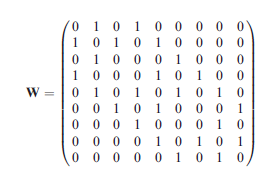 0 1 0 1 0 0 0 0 0
1 0 1 0 1 0 0 0 0
0 1 0 0 0 1 0 0 0
1 0 0 0 1 0 1 0 0
W = 0 1 0 1 0 1 0 1 0
0 0 1 0 1 0 0 0 1
0 0 0 1 0 0 0 1 0
0 0 0 0 1 0 1 0 1
0 0 0 0 0 1 0 1 0